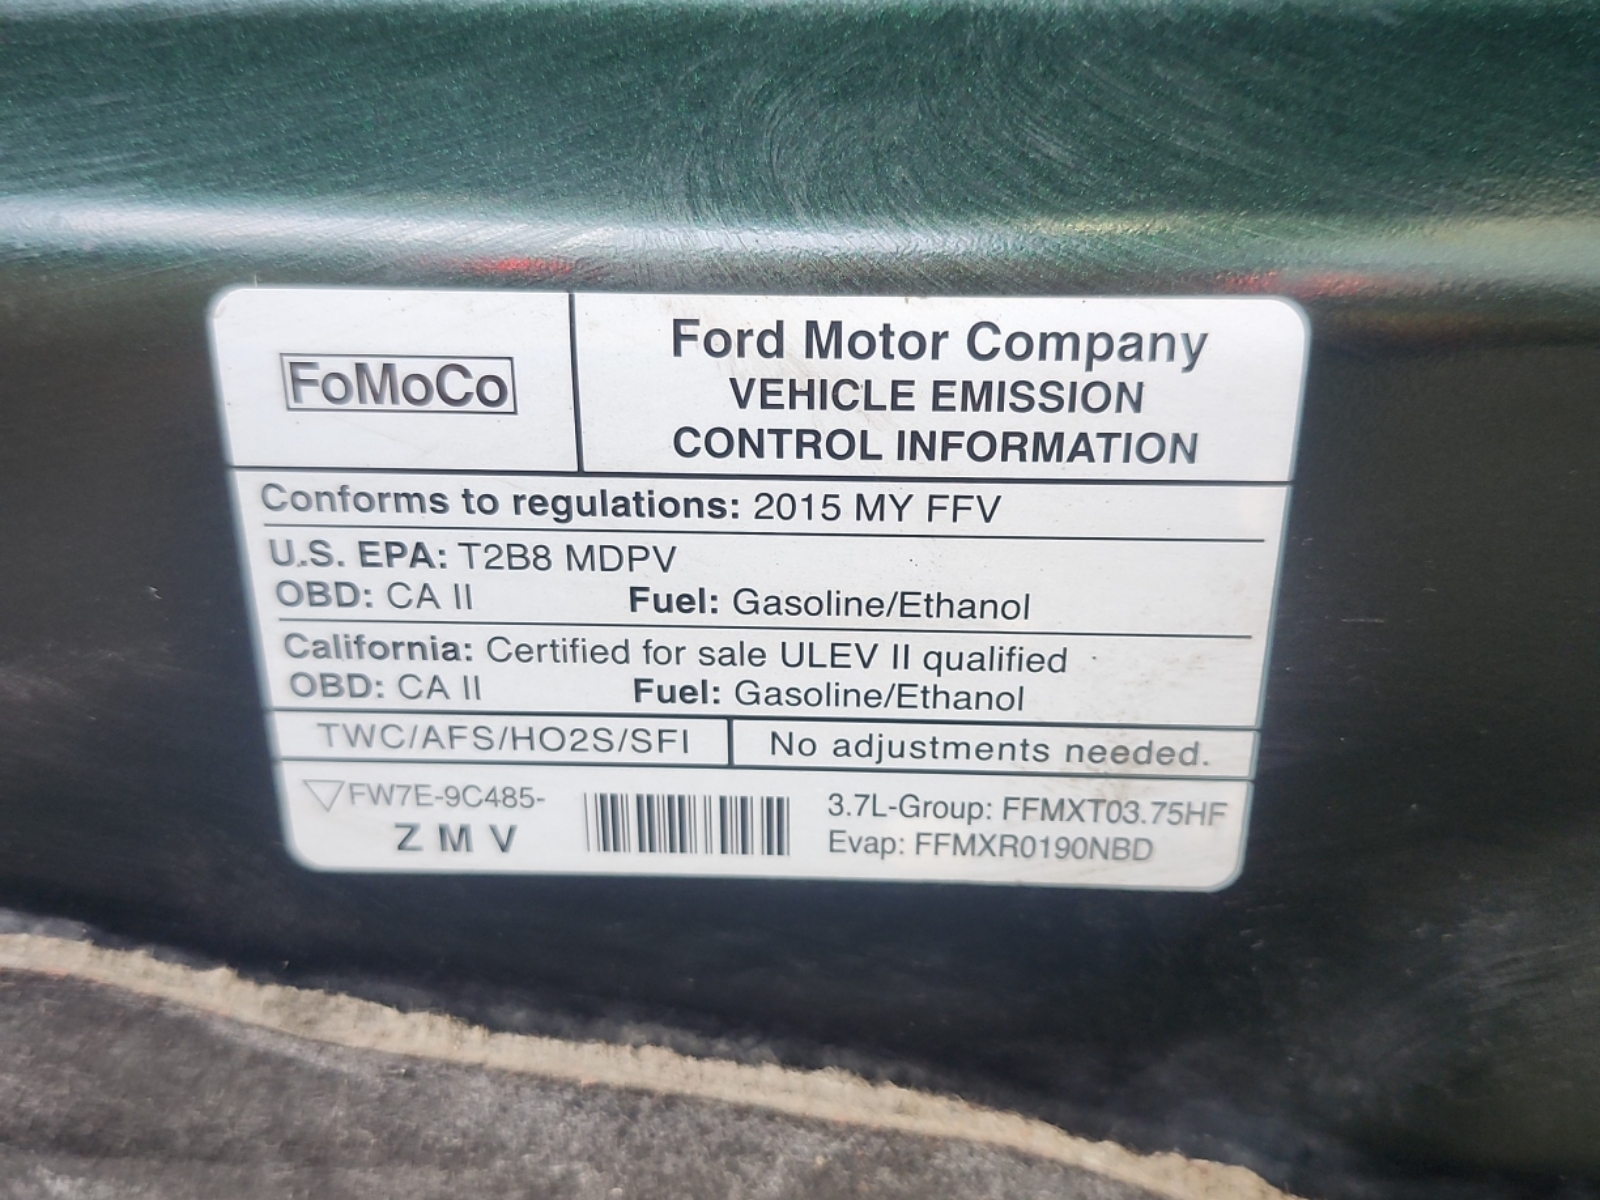 FoMoCo
Ford Motor Company
VEHICLE EMISSION
CONTROL INFORMATION
Conforms to regulations: 2015 MY FFV
U.S. EPA: T2B8 MDPV
OBD: CA II Fuel: Gasoline/Ethanol
California: Certified for sale ULEV II qualified
OBD: CA II Fuel: Gasoline/Ethanol
TWC/AFS/HO2S/SFI No adjustments needed.
FW7E-9C485-
Z M V
3.7L-Group: FFMXT03.75HF
Evap: FFMXR0190NBD